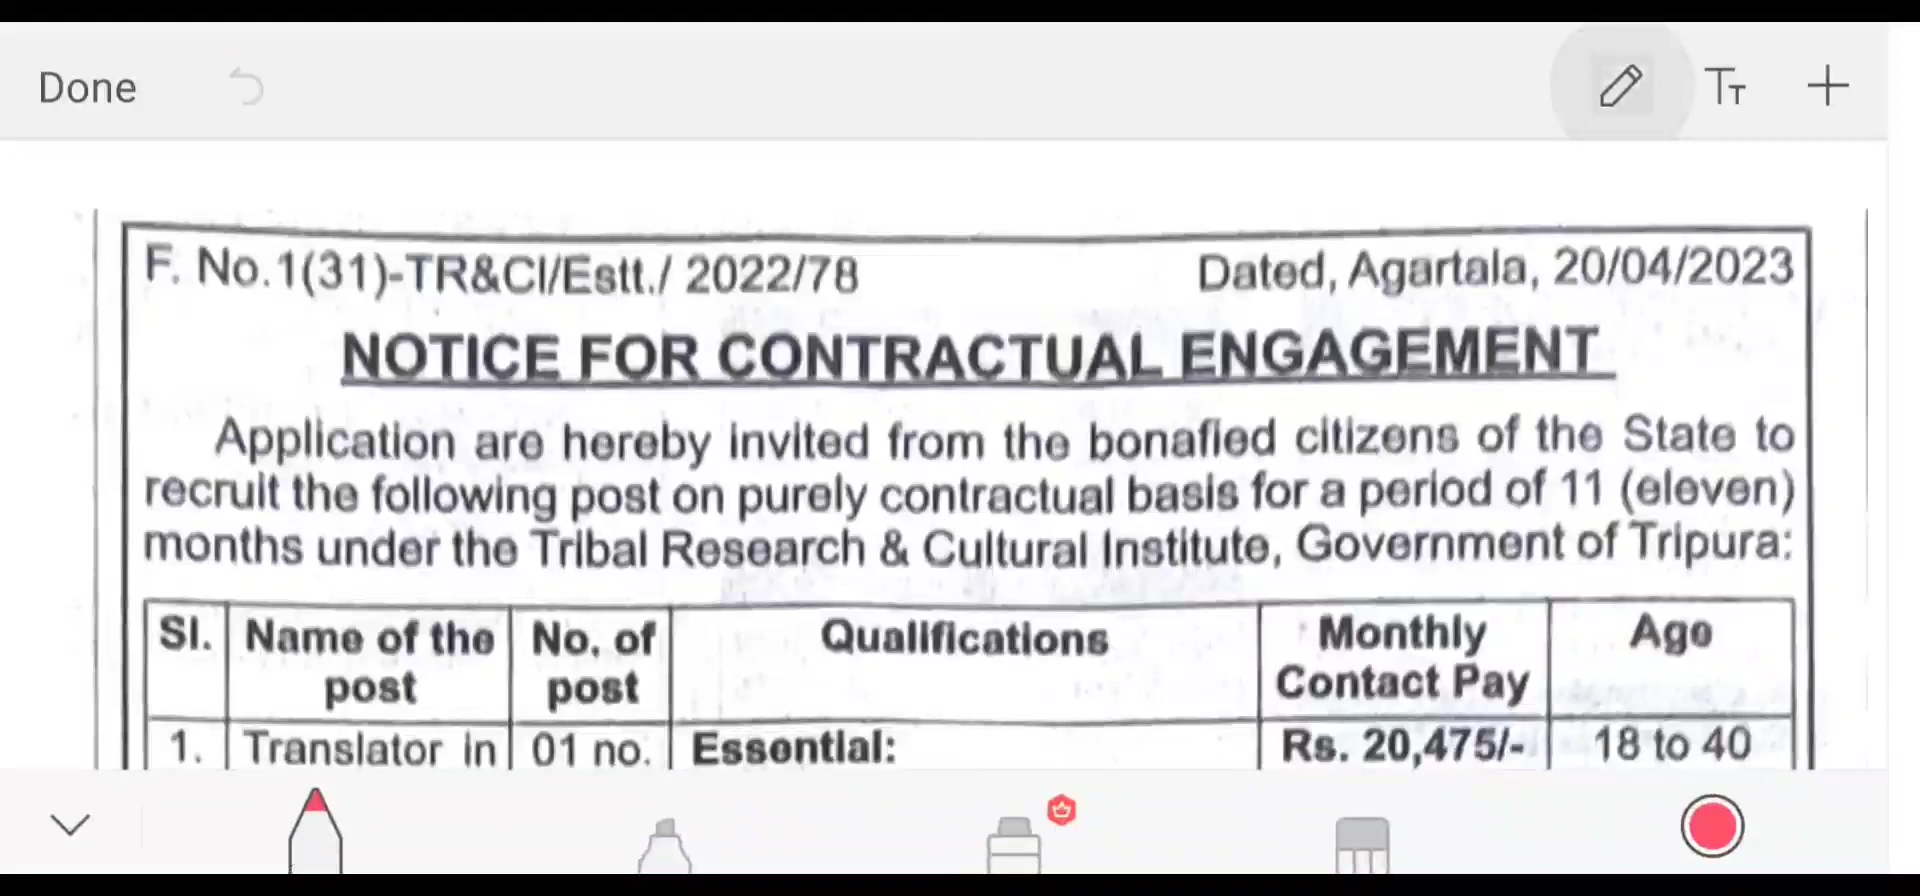 Done
TT
F. No.1(31)-TR&CI/Estt./ 2022/78 Dated, Agartala, 20/04/2023
NOTICE FOR CONTRACTUAL ENGAGEMENT
Application are hereby invited from the bonafied citizens of the State to
recruit the following post on purely contractual basis for a period of 11 (eleven)
months under the Tribal Research & Cultural Institute, Government of Tripura:
Sl. Name of the post No. of post Qualifications Monthly Contact Pay Age
1. Translator in 01 no. Essential: Rs. 20,475/- 18 to 40